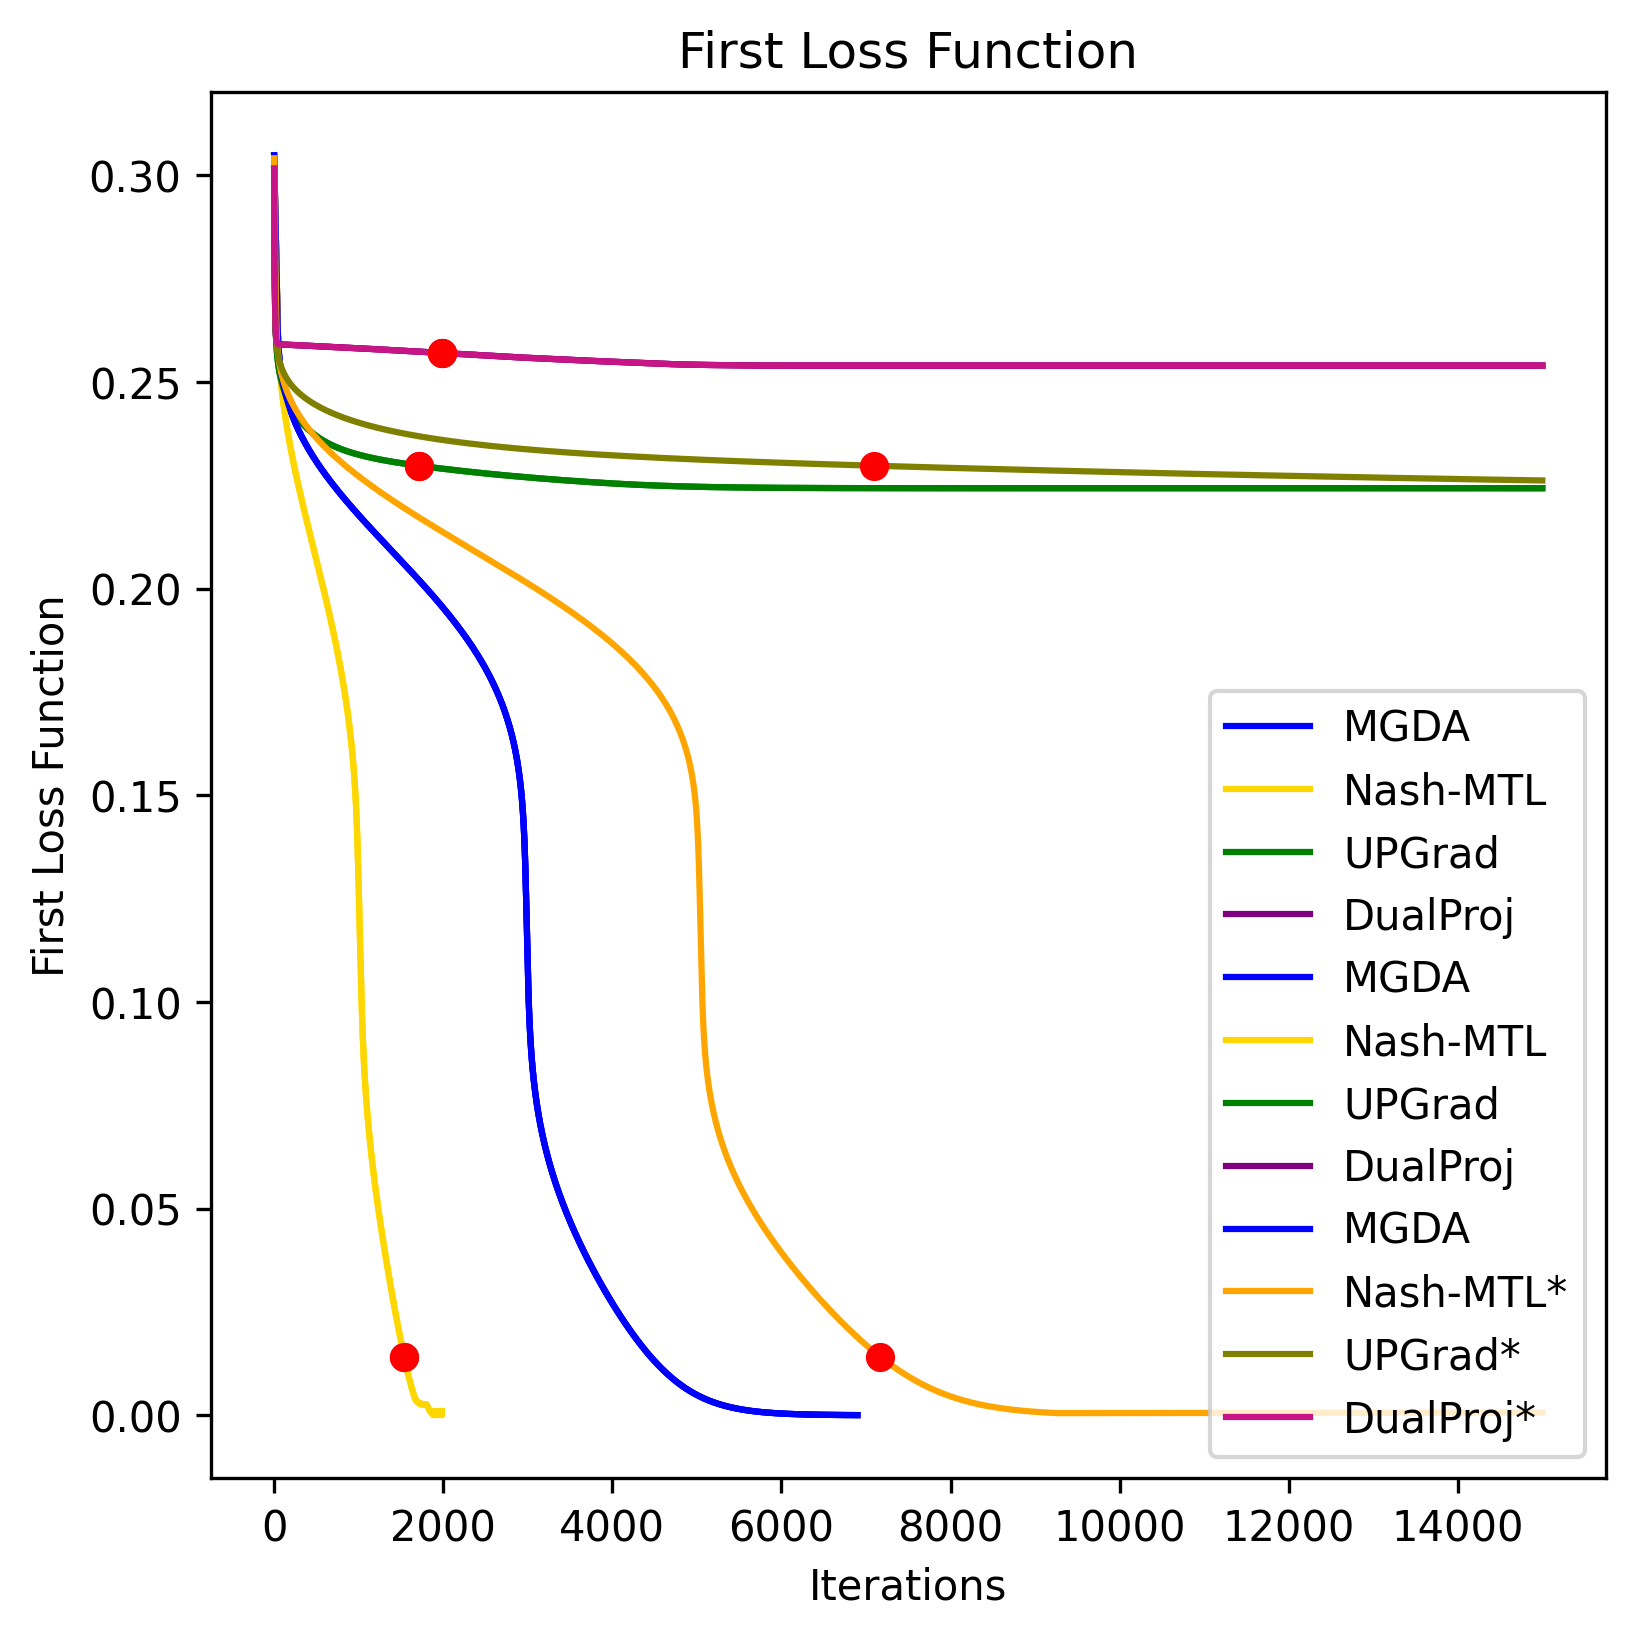 First Loss Function
First Loss Function
0.30
0.25
0.20
0.15
0.10
0.05
0.00
MGDA
Nash-MTL
UPGrad
DualProj
MGDA
Nash-MTL
UPGrad
DualProj
MGDA
Nash-MTL*
UPGrad*
DualProj*
0 2000 4000 6000 8000 10000 12000 14000
Iterations